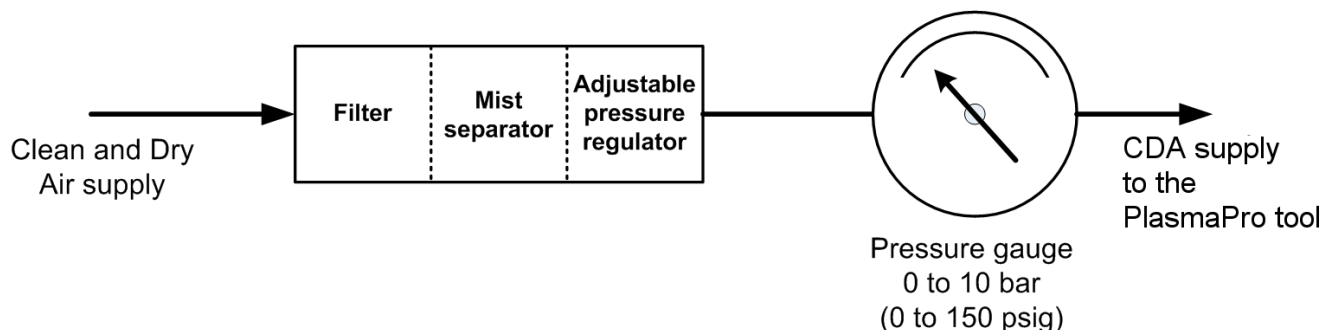 Clean and Dry
Air supply
Filter
Mist
separator
Adjustable
pressure
regulator
Pressure gauge
0 to 10 bar
(0 to 150 psig)
CDA supply
to the
PlasmaPro tool